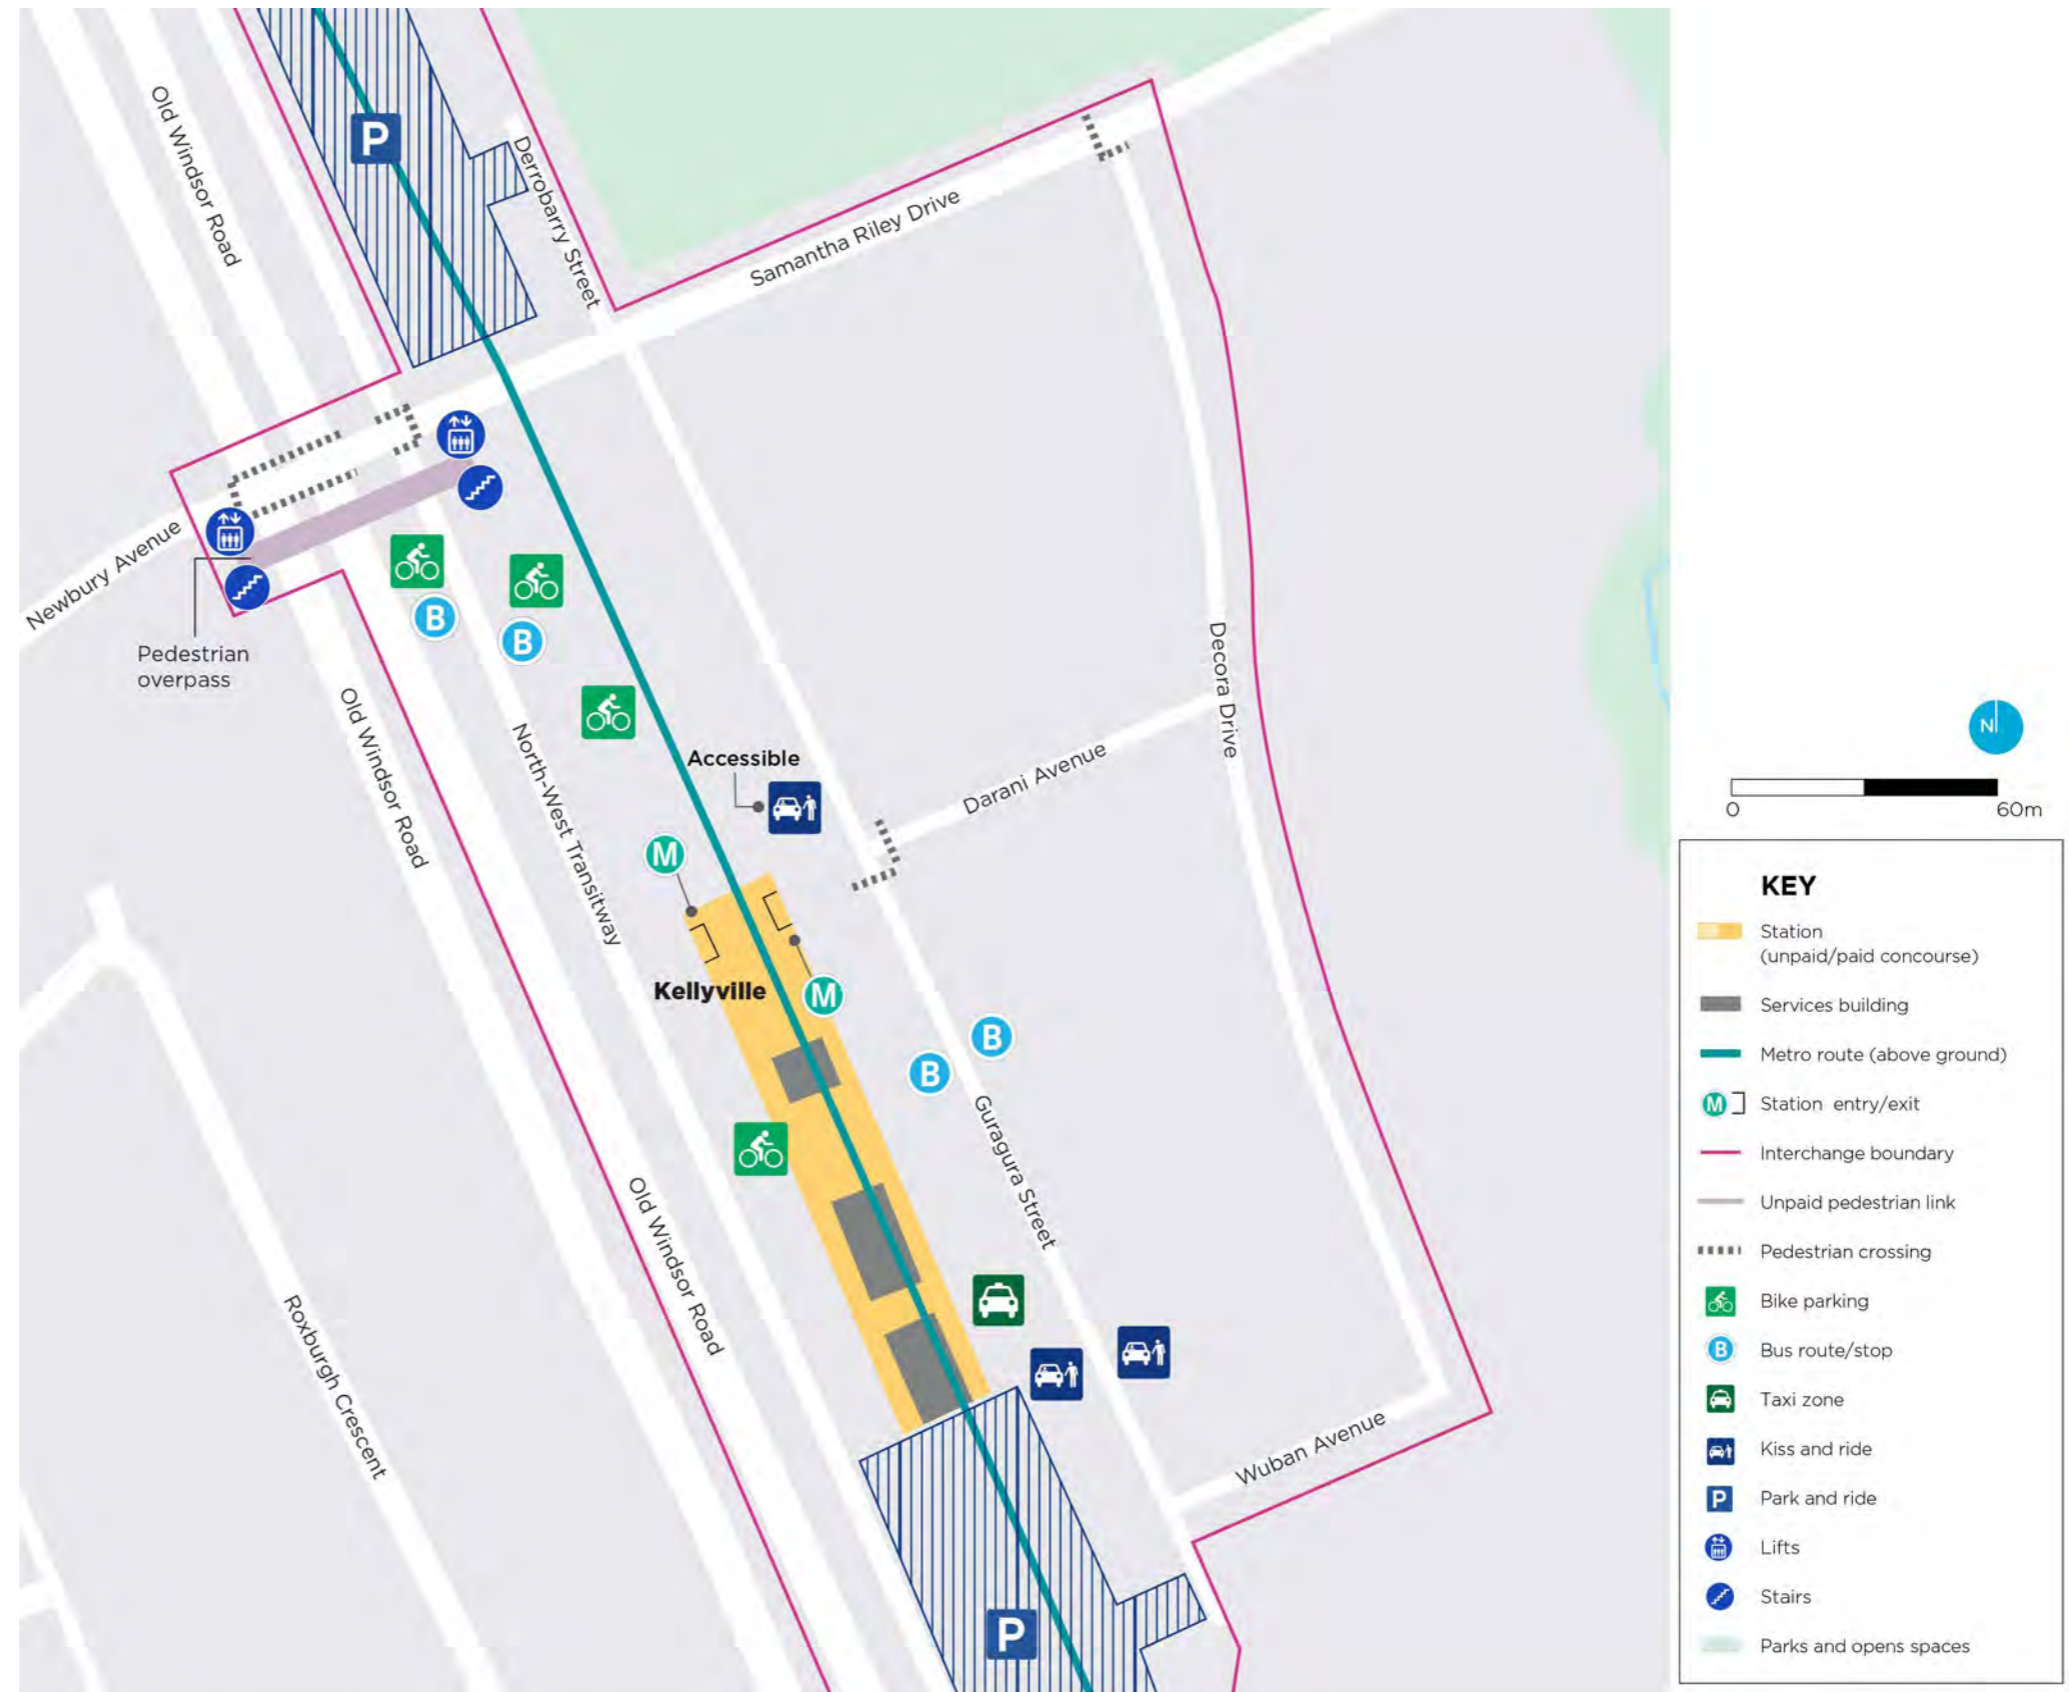 P
Old Windsor Road
Derrobarry Street
Samantha Riley Drive
Newbury Avenue
Pedestrian
overpass
B
B
Old Windsor Road
North-West Transitway
Decora Drive
Accessible
Darani Avenue
M
Kellyville
M
B
B
Guragura Street
Old Windsor Road
Roxburgh Crescent
Wuban Avenue
P
N
0
60m
KEY
Station
(unpaid/paid concourse)
Services building
Metro route (above ground)
M
Station entry/exit
Interchange boundary
Unpaid pedestrian link
Pedestrian crossing
Bike parking
B
Bus route/stop
Taxi zone
Kiss and ride
P
Park and ride
Lifts
Stairs
Parks and opens spaces